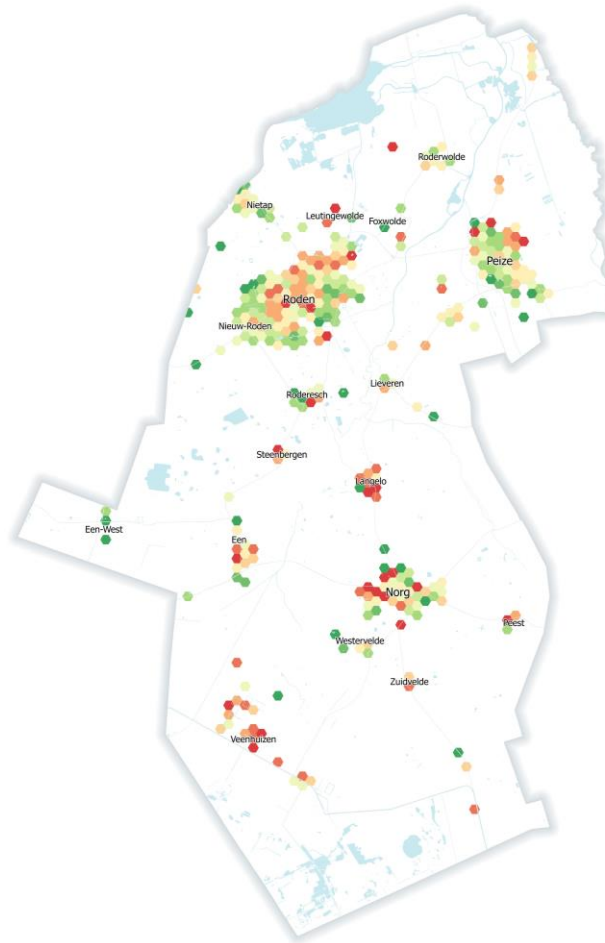 Roderwolde
Nietap
Leutingewolde
Foxwolde
Peize
Roden
Nieuw-Roden
Lieveren
Roderesch
Steenbergen
Langelo
Een-West
Een
Norg
Peest
Westervelde
Zuidvelde
Veenhuizen